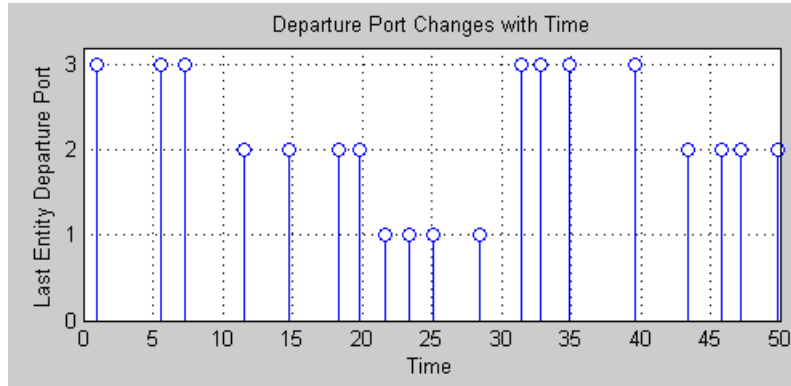 Departure Port Changes with Time
Last Entity Departure Port
3
2
1
0
0 5 10 15 20 25 30 35 40 45 50
Time